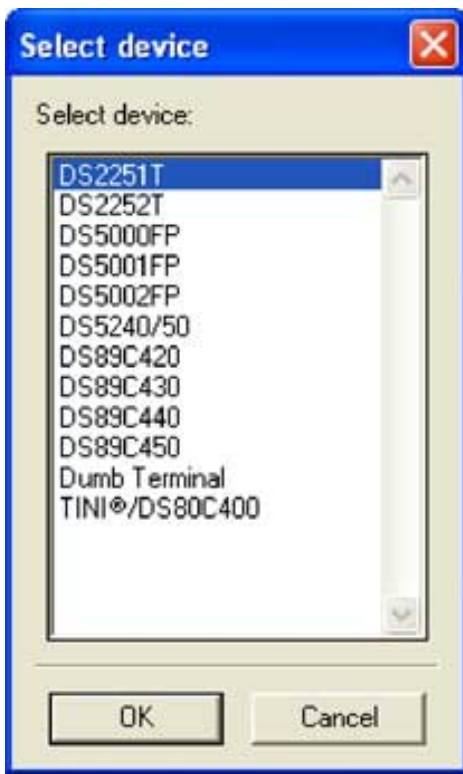 Select device
Select device:
DS2251T
DS2252T
DS5000FP
DS5001FP
DS5002FP
DS5240/50
DS89C420
DS89C430
DS89C440
DS89C450
Dumb Terminal
TINI®/DS80C400
OK
Cancel